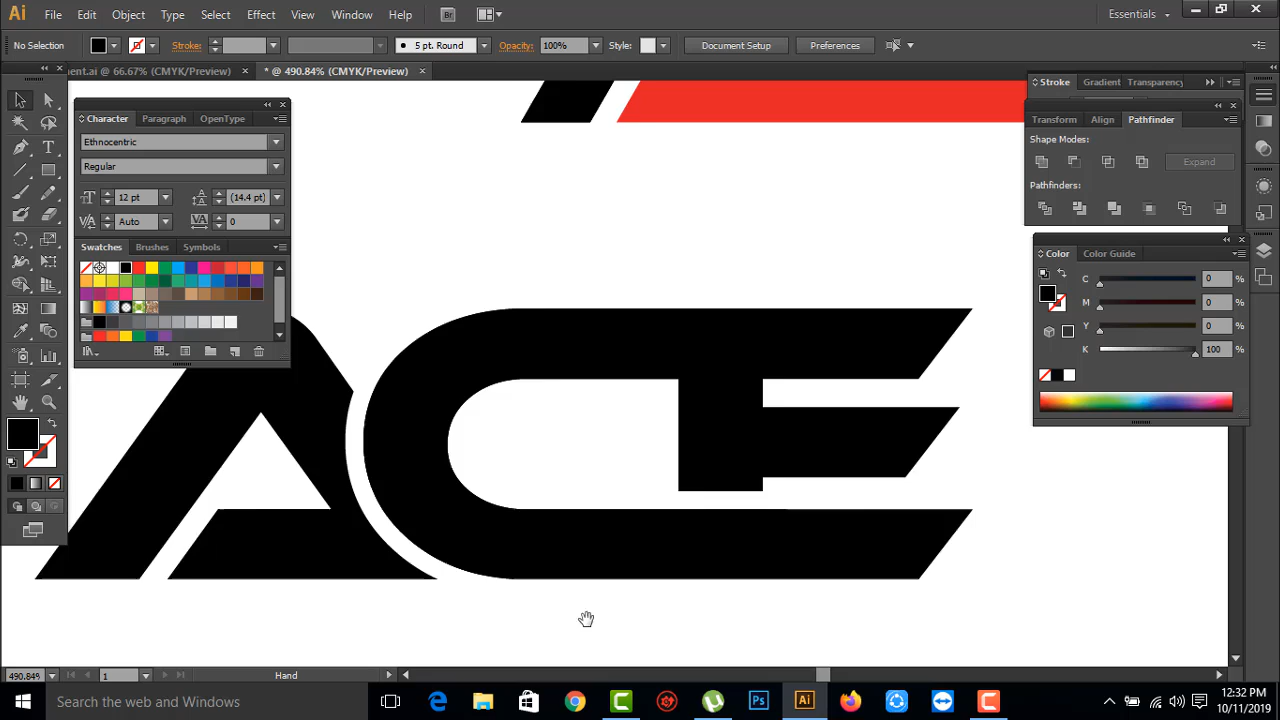 Ai File Edit Object Type Select Effect View Window Help Br Essentials
No Selection Stroke: 5 pt. Round Opacity: 100% Style: Document Setup Preferences
ent.ai @ 66.67% (CMYK/Preview) × * @ 490.84% (CMYK/Preview) ×
Stroke Gradient Transparency
Character Paragraph OpenType
Transform Align Pathfinder
Ethnocentric
Shape Modes:
Regular
Expand
Pathfinders:
12 pt (14.4 pt)
Auto 0
Swatches Brushes Symbols
Color Color Guide
C 0 %
M 0 %
Y 0 %
K 100 %
ACE
490.84% 1 Hand
Search the web and Windows
Ps Ai
12:32 PM
10/11/2019